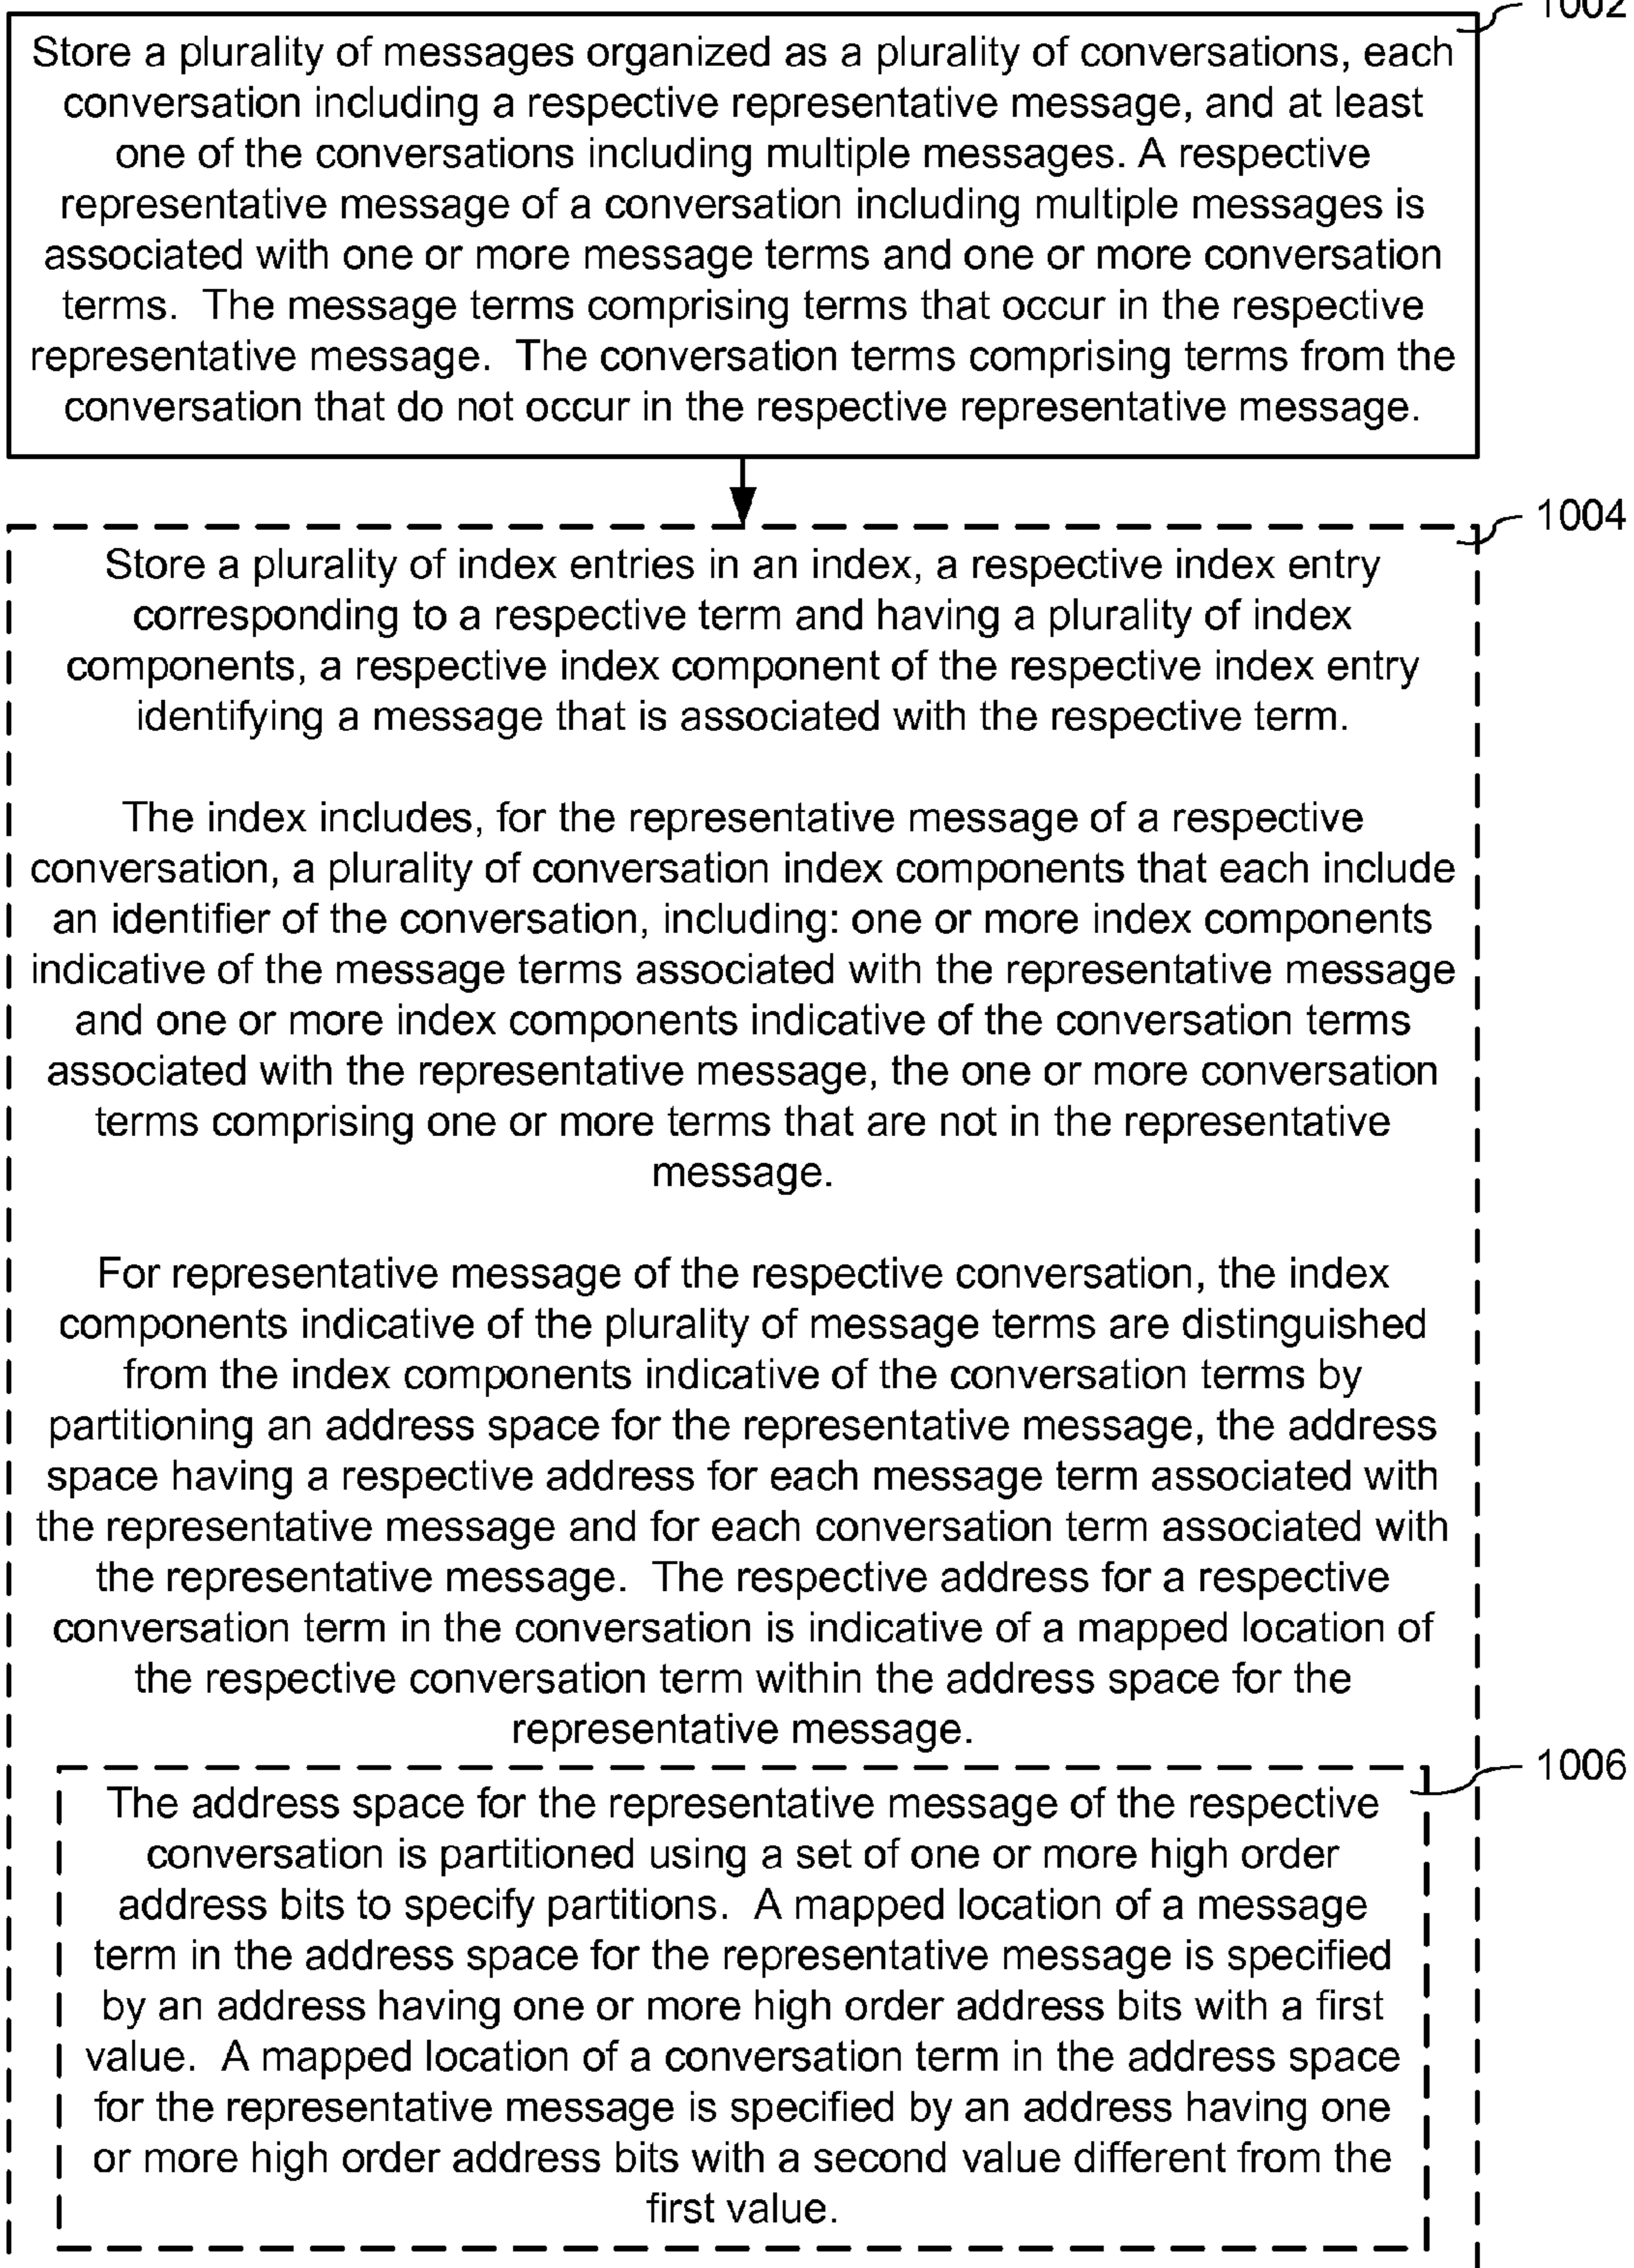 1002
Store a plurality of messages organized as a plurality of conversations, each
conversation including a respective representative message, and at least
one of the conversations including multiple messages. A respective
representative message of a conversation including multiple messages is
associated with one or more message terms and one or more conversation
terms. The message terms comprising terms that occur in the respective
representative message. The conversation terms comprising terms from the
conversation that do not occur in the respective representative message.
1004
Store a plurality of index entries in an index, a respective index entry
corresponding to a respective term and having a plurality of index
components, a respective index component of the respective index entry
identifying a message that is associated with the respective term.
The index includes, for the representative message of a respective
conversation, a plurality of conversation index components that each include
an identifier of the conversation, including: one or more index components
indicative of the message terms associated with the representative message
and one or more index components indicative of the conversation terms
associated with the representative message, the one or more conversation
terms comprising one or more terms that are not in the representative
message.
For representative message of the respective conversation, the index
components indicative of the plurality of message terms are distinguished
from the index components indicative of the conversation terms by
partitioning an address space for the representative message, the address
space having a respective address for each message term associated with
the representative message and for each conversation term associated with
the representative message. The respective address for a respective
conversation term in the conversation is indicative of a mapped location of
the respective conversation term within the address space for the
representative message.
1006
The address space for the representative message of the respective
conversation is partitioned using a set of one or more high order
address bits to specify partitions. A mapped location of a message
term in the address space for the representative message is specified
by an address having one or more high order address bits with a first
value. A mapped location of a conversation term in the address space
for the representative message is specified by an address having one
or more high order address bits with a second value different from the
first value.